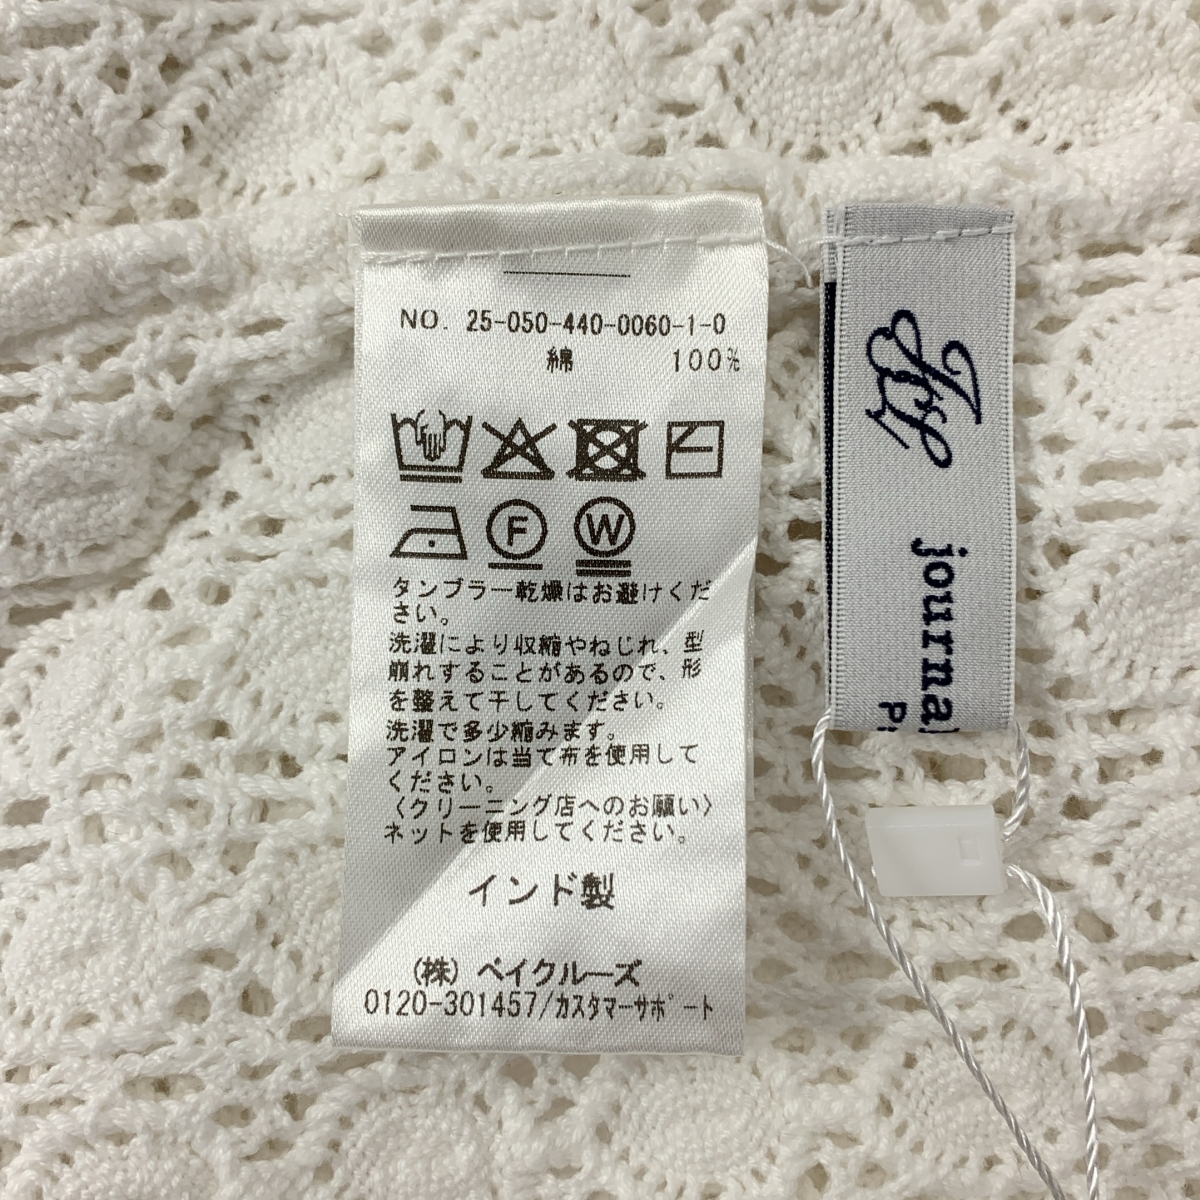 NO. 25-050-440-0060-1-0
綿 100%
F W
タンブラー乾燥はお避けくだ
さい。
洗濯により収縮やねじれ、型
崩れすることがあるので、形
を整えて干してください。
洗濯で多少縮みます。
アイロンは当て布を使用して
ください。
〈クリーニング店へのお願い〉
ネットを使用してください。
インド製
(株) ベイクルーズ
0120-301457/カスタマーサポート
journal